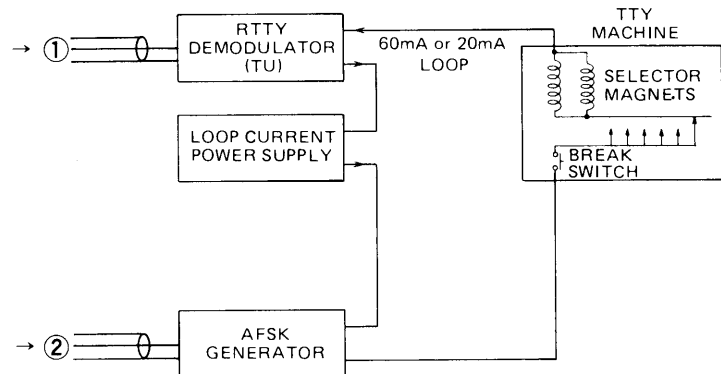 RTTY
DEMODULATOR
(TU)
TTY
MACHINE
→ ①
60mA or 20mA
LOOP
SELECTOR
MAGNETS
LOOP CURRENT
POWER SUPPLY
BREAK
SWITCH
→ ②
AFSK
GENERATOR